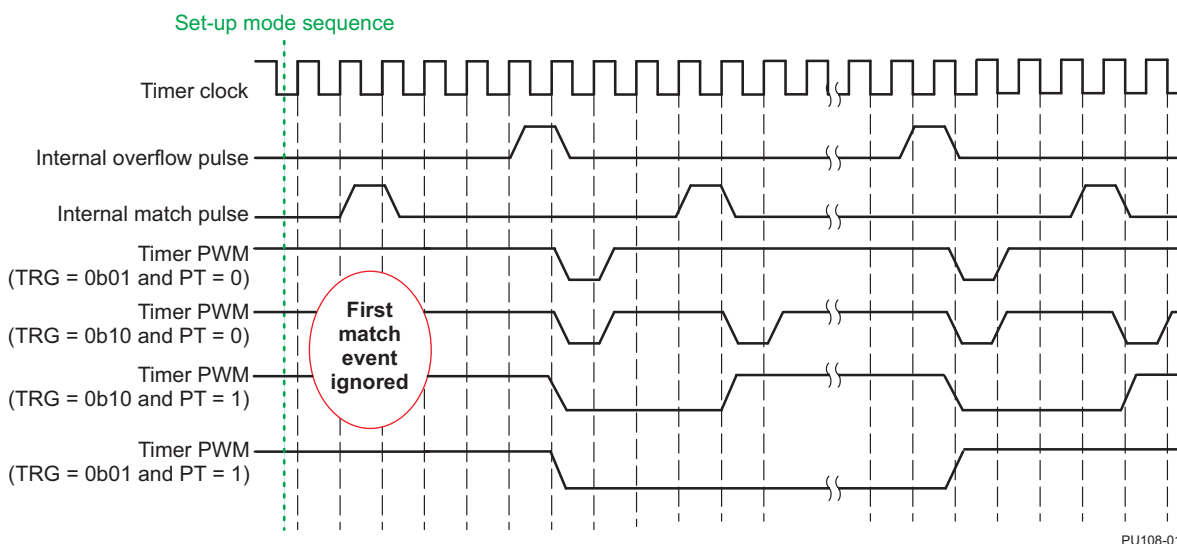 Set-up mode sequence
Timer clock
Internal overflow pulse
Internal match pulse
Timer PWM
(TRG = 0b01 and PT = 0)
Timer PWM
(TRG = 0b10 and PT = 0)
Timer PWM
(TRG = 0b10 and PT = 1)
Timer PWM
(TRG = 0b01 and PT = 1)
First
match
event
ignored
PU108-01